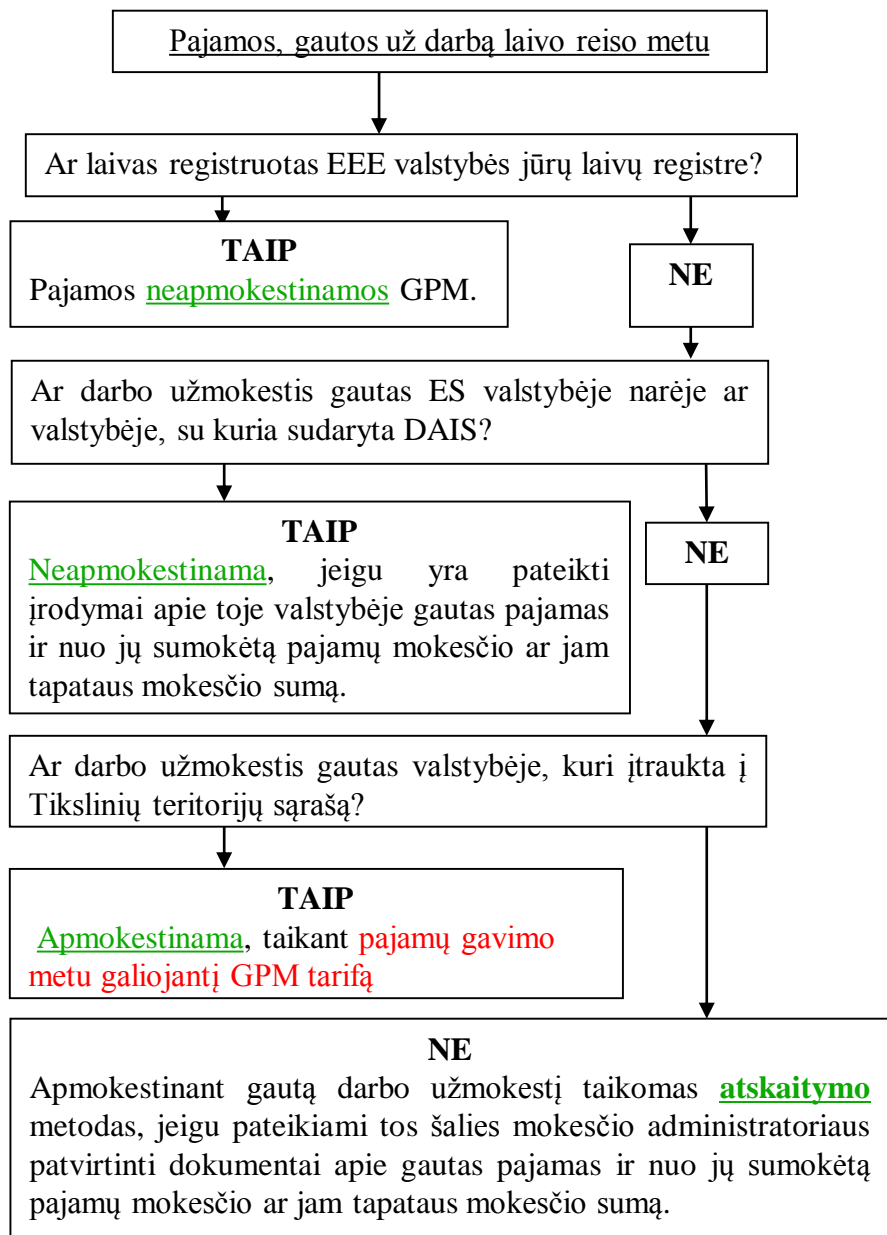 Pajamos, gautos už darbą laivo reiso metu
Ar laivas registruotas EEE valstybės jūrų laivų registre?
TAIP
Pajamos neapmokestinamos GPM.
NE
Ar darbo užmokestis gautas ES valstybėje narėje ar
valstybėje, su kuria sudaryta DAIS?
TAIP
Neapmokestinama, jeigu yra pateikti
įrodymai apie toje valstybėje gautas pajamas
ir nuo jų sumokėtą pajamų mokesčio ar jam
tapataus mokesčio sumą.
NE
Ar darbo užmokestis gautas valstybėje, kuri įtraukta į
Tikslinių teritorijų sąrašą?
TAIP
Apmokestinama, taikant pajamų gavimo
metu galiojantį GPM tarifą
NE
Apmokestinant gautą darbo užmokestį taikomas atskaitymo
metodas, jeigu pateikiami tos šalies mokesčio administratoriaus
patvirtinti dokumentai apie gautas pajamas ir nuo jų sumokėtą
pajamų mokesčio ar jam tapataus mokesčio sumą.